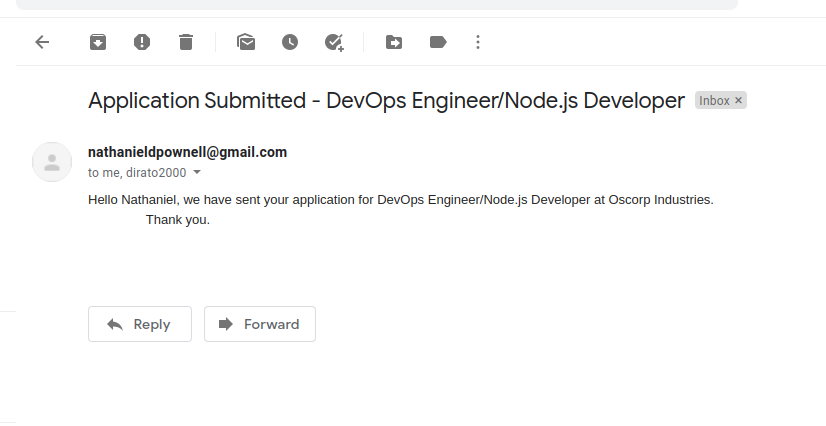 Application Submitted - DevOps Engineer/Node.js Developer Inbox ×
nathanieldpownell@gmail.com
to me, dirato2000
Hello Nathaniel, we have sent your application for DevOps Engineer/Node.js Developer at Oscorp Industries.
Thank you.
Reply Forward